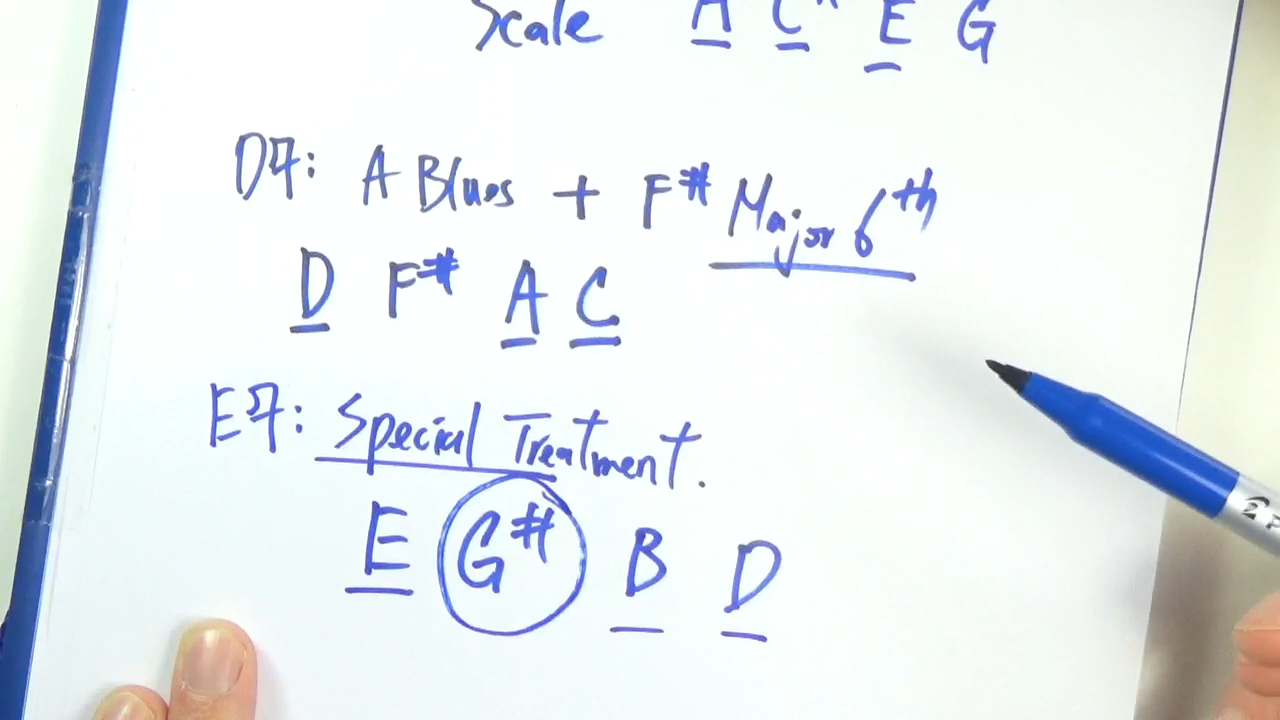 Scale A C# E G
D7: A Blues + F# Major 6th
D F# A C
E7: Special Treatment.
E G# B D